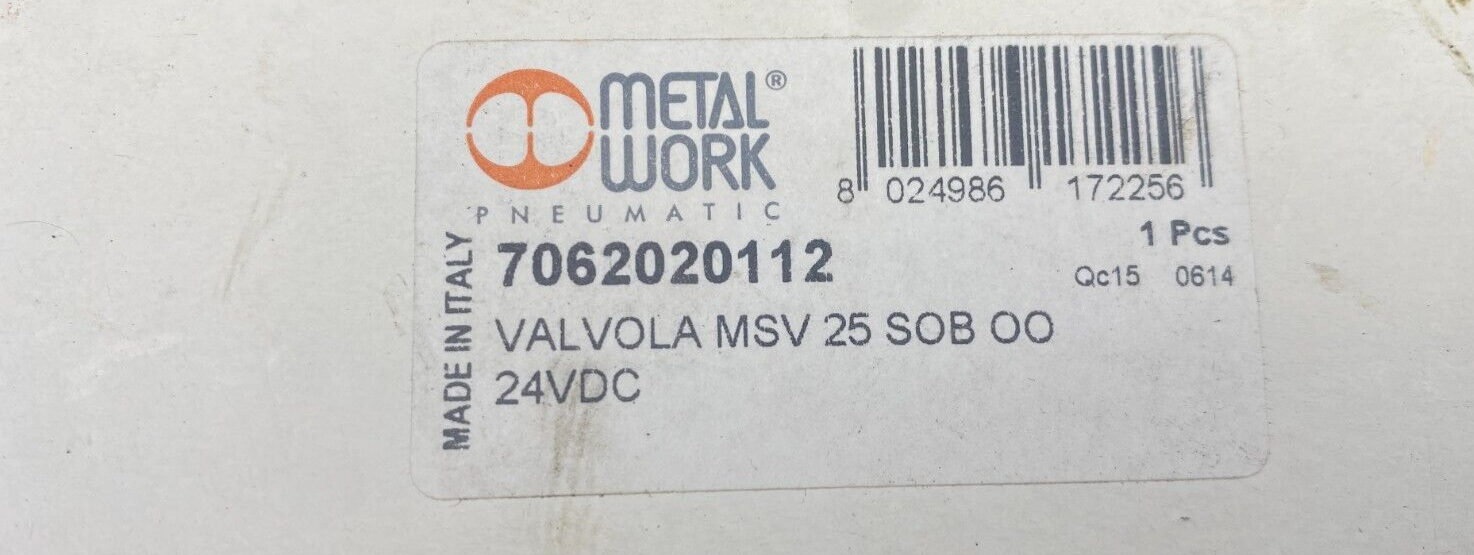 METAL®
WORK
PNEUMATIC
8 024986 172256
MADE IN ITALY
7062020112
1 Pcs
Qc15 0614
VALVOLA MSV 25 SOB OO
24VDC